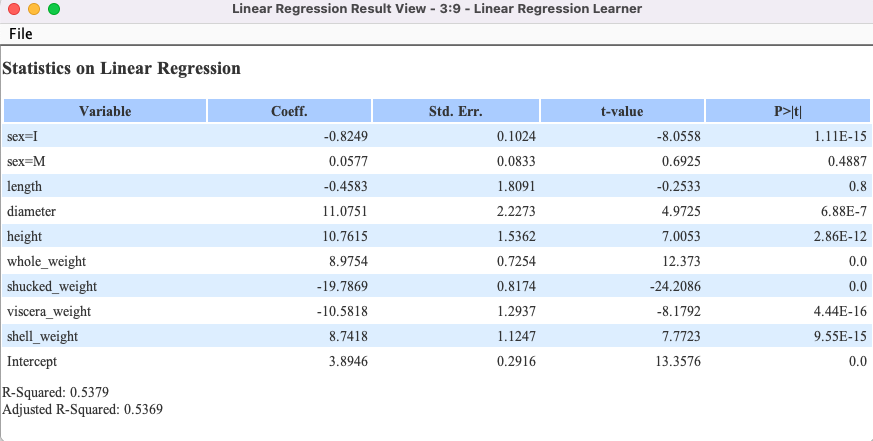 Linear Regression Result View - 3:9 - Linear Regression Learner
File
Statistics on Linear Regression
Variable Coeff. Std. Err. t-value P>|t|
sex=I -0.8249 0.1024 -8.0558 1.11E-15
sex=M 0.0577 0.0833 0.6925 0.4887
length -0.4583 1.8091 -0.2533 0.8
diameter 11.0751 2.2273 4.9725 6.88E-7
height 10.7615 1.5362 7.0053 2.86E-12
whole_weight 8.9754 0.7254 12.373 0.0
shucked_weight -19.7869 0.8174 -24.2086 0.0
viscera_weight -10.5818 1.2937 -8.1792 4.44E-16
shell_weight 8.7418 1.1247 7.7723 9.55E-15
Intercept 3.8946 0.2916 13.3576 0.0
R-Squared: 0.5379
Adjusted R-Squared: 0.5369